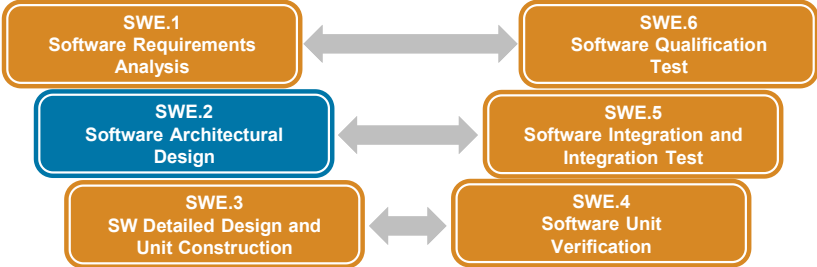 SWE.1
Software Requirements
Analysis
SWE.6
Software Qualification
Test
SWE.2
Software Architectural
Design
SWE.5
Software Integration and
Integration Test
SWE.3
SW Detailed Design and
Unit Construction
SWE.4
Software Unit
Verification